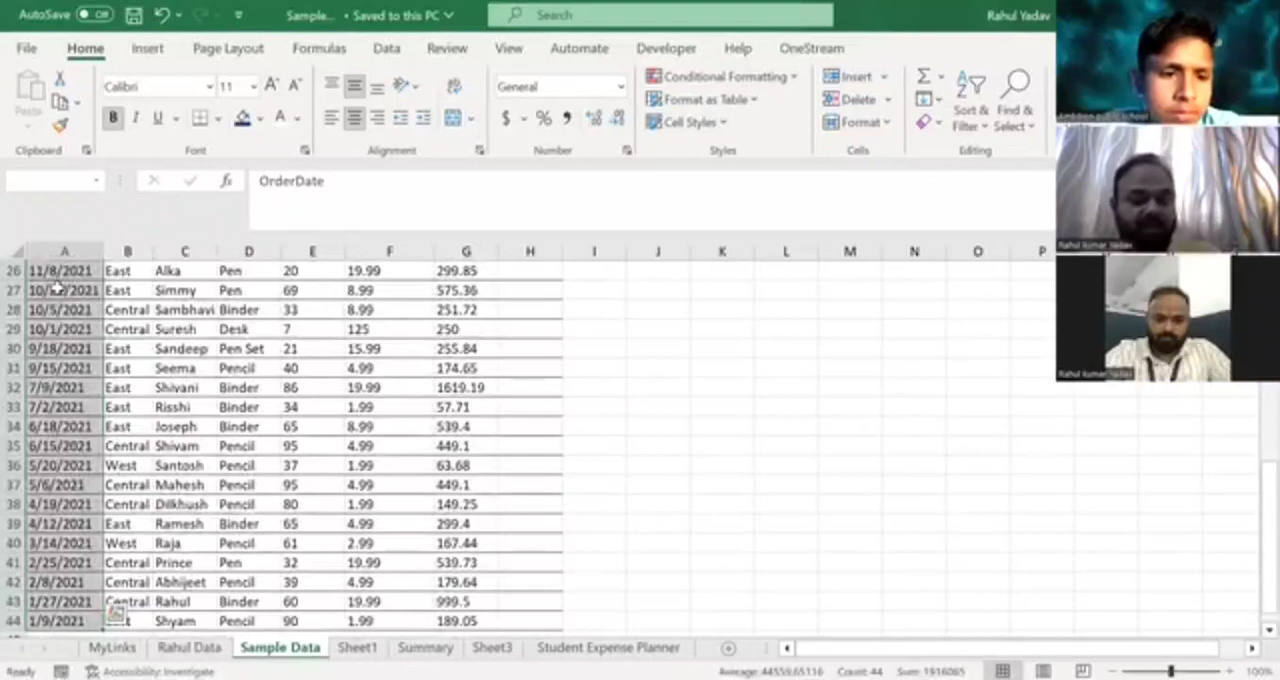 AutoSave Off Sample... • Saved to this PC Search Rahul Yadav
File Home Insert Page Layout Formulas Data Review View Automate Developer Help OneStream
Paste Calibri 11 A A General $ % Conditional Formatting Format as Table Cell Styles Insert Delete Format Sort & Filter Find & Select
Clipboard Font Alignment Number Styles Cells Editing
fx OrderDate
Rahul kumar Yadav
Rahul kumar Yadav
A B C D E F G H I J K L M N O P
26 11/8/2021 East Alka Pen 20 19.99 299.85
27 East Simmy Pen 69 8.99 575.36
28 10/5/2021 Central Sambhavi Binder 33 8.99 251.72
29 10/1/2021 Central Suresh Desk 7 125 250
30 9/18/2021 East Sandeep Pen Set 21 15.99 255.84
31 9/15/2021 East Seema Pencil 40 4.99 174.65
32 7/9/2021 East Shivani Binder 86 19.99 1619.19
33 7/2/2021 East Risshi Binder 34 1.99 57.71
34 6/18/2021 East Joseph Binder 65 8.99 539.4
35 6/15/2021 Central Shivam Pencil 95 4.99 449.1
36 5/20/2021 West Santosh Pencil 37 1.99 63.68
37 5/6/2021 Central Mahesh Pencil 95 4.99 449.1
38 4/19/2021 Central Dilkhush Pencil 80 1.99 149.25
39 4/12/2021 East Ramesh Binder 65 4.99 299.4
40 3/14/2021 West Raja Pencil 61 2.99 167.44
41 2/25/2021 Central Prince Pen 32 19.99 539.73
42 2/8/2021 Central Abhijeet Pencil 39 4.99 179.64
43 1/27/2021 Central Rahul Binder 60 19.99 999.5
44 1/9/2021 Shyam Pencil 90 1.99 189.05
MyLinks Rahul Data Sample Data Sheet1 Summary Sheet3 Student Expense Planner
Ready Accessibility: Investigate Average: 44559.65116 Count: 44 Sum: 1916065 100%